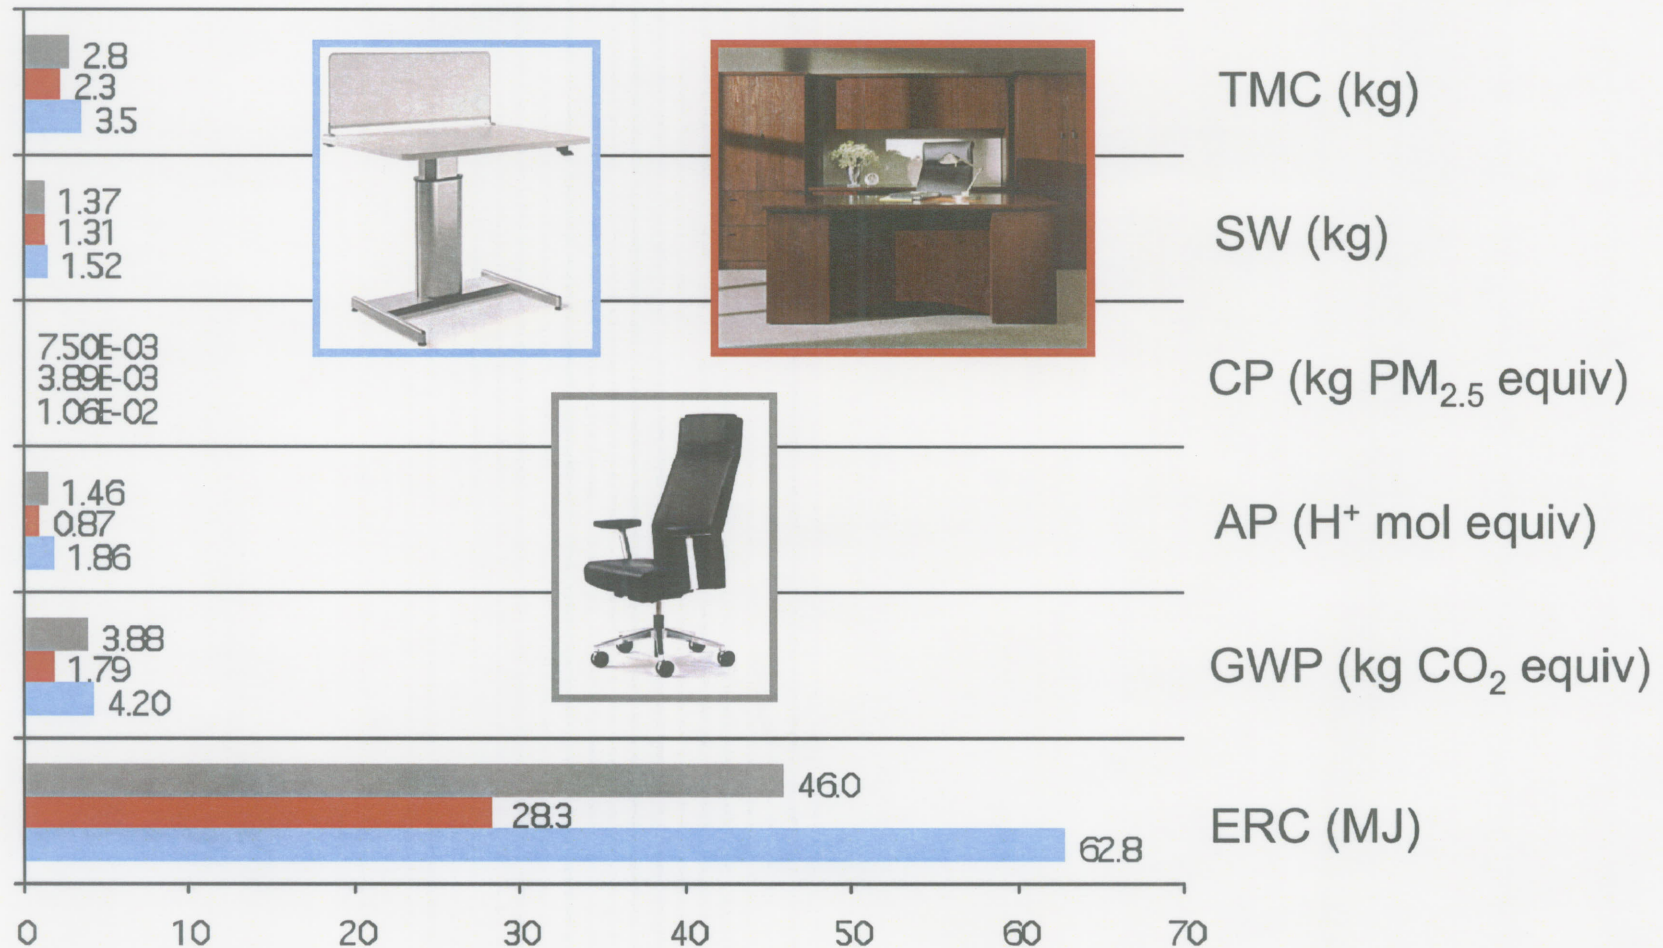 2.8
2.3
3.5
TMC (kg)
1.37
1.31
1.52
SW (kg)
7.50E-03
3.89E-03
1.06E-02
CP (kg PM2.5 equiv)
1.46
0.87
1.86
AP (H+ mol equiv)
3.88
1.79
4.20
GWP (kg CO2 equiv)
46.0
28.3
62.8
ERC (MJ)
0 10 20 30 40 50 60 70